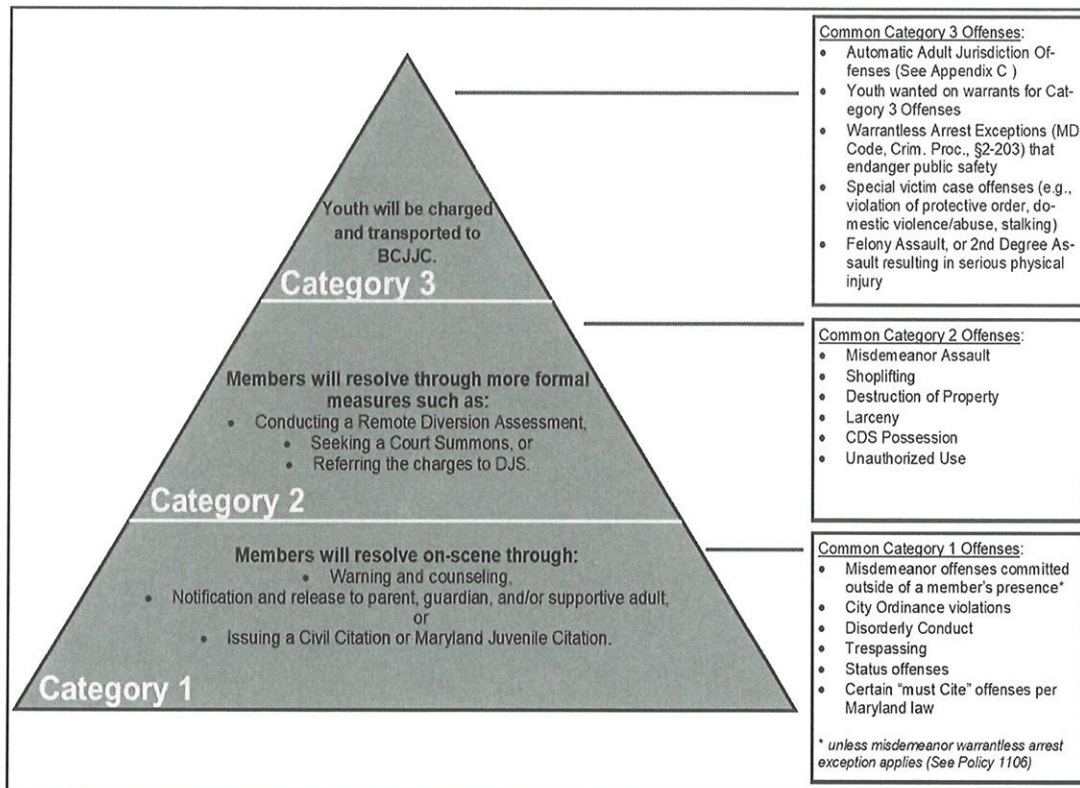 Youth will be charged
and transported to
BCJJC.
Category 3
Members will resolve through more formal
measures such as:
• Conducting a Remote Diversion Assessment,
• Seeking a Court Summons, or
• Referring the charges to DJS.
Category 2
Members will resolve on-scene through:
• Warning and counseling,
• Notification and release to parent, guardian, and/or supportive adult,
or
• Issuing a Civil Citation or Maryland Juvenile Citation.
Category 1
Common Category 3 Offenses:
• Automatic Adult Jurisdiction Of-
fenses (See Appendix C )
• Youth wanted on warrants for Cat-
egory 3 Offenses
• Warrantless Arrest Exceptions (MD
Code, Crim. Proc., §2-203) that
endanger public safety
• Special victim case offenses (e.g.,
violation of protective order, do-
mestic violence/abuse, stalking)
• Felony Assault, or 2nd Degree As-
sault resulting in serious physical
injury
Common Category 2 Offenses:
• Misdemeanor Assault
• Shoplifting
• Destruction of Property
• Larceny
• CDS Possession
• Unauthorized Use
Common Category 1 Offenses:
• Misdemeanor offenses committed
outside of a member's presence*
• City Ordinance violations
• Disorderly Conduct
• Trespassing
• Status offenses
• Certain "must Cite" offenses per
Maryland law
* unless misdemeanor warrantless arrest
exception applies (See Policy 1106)